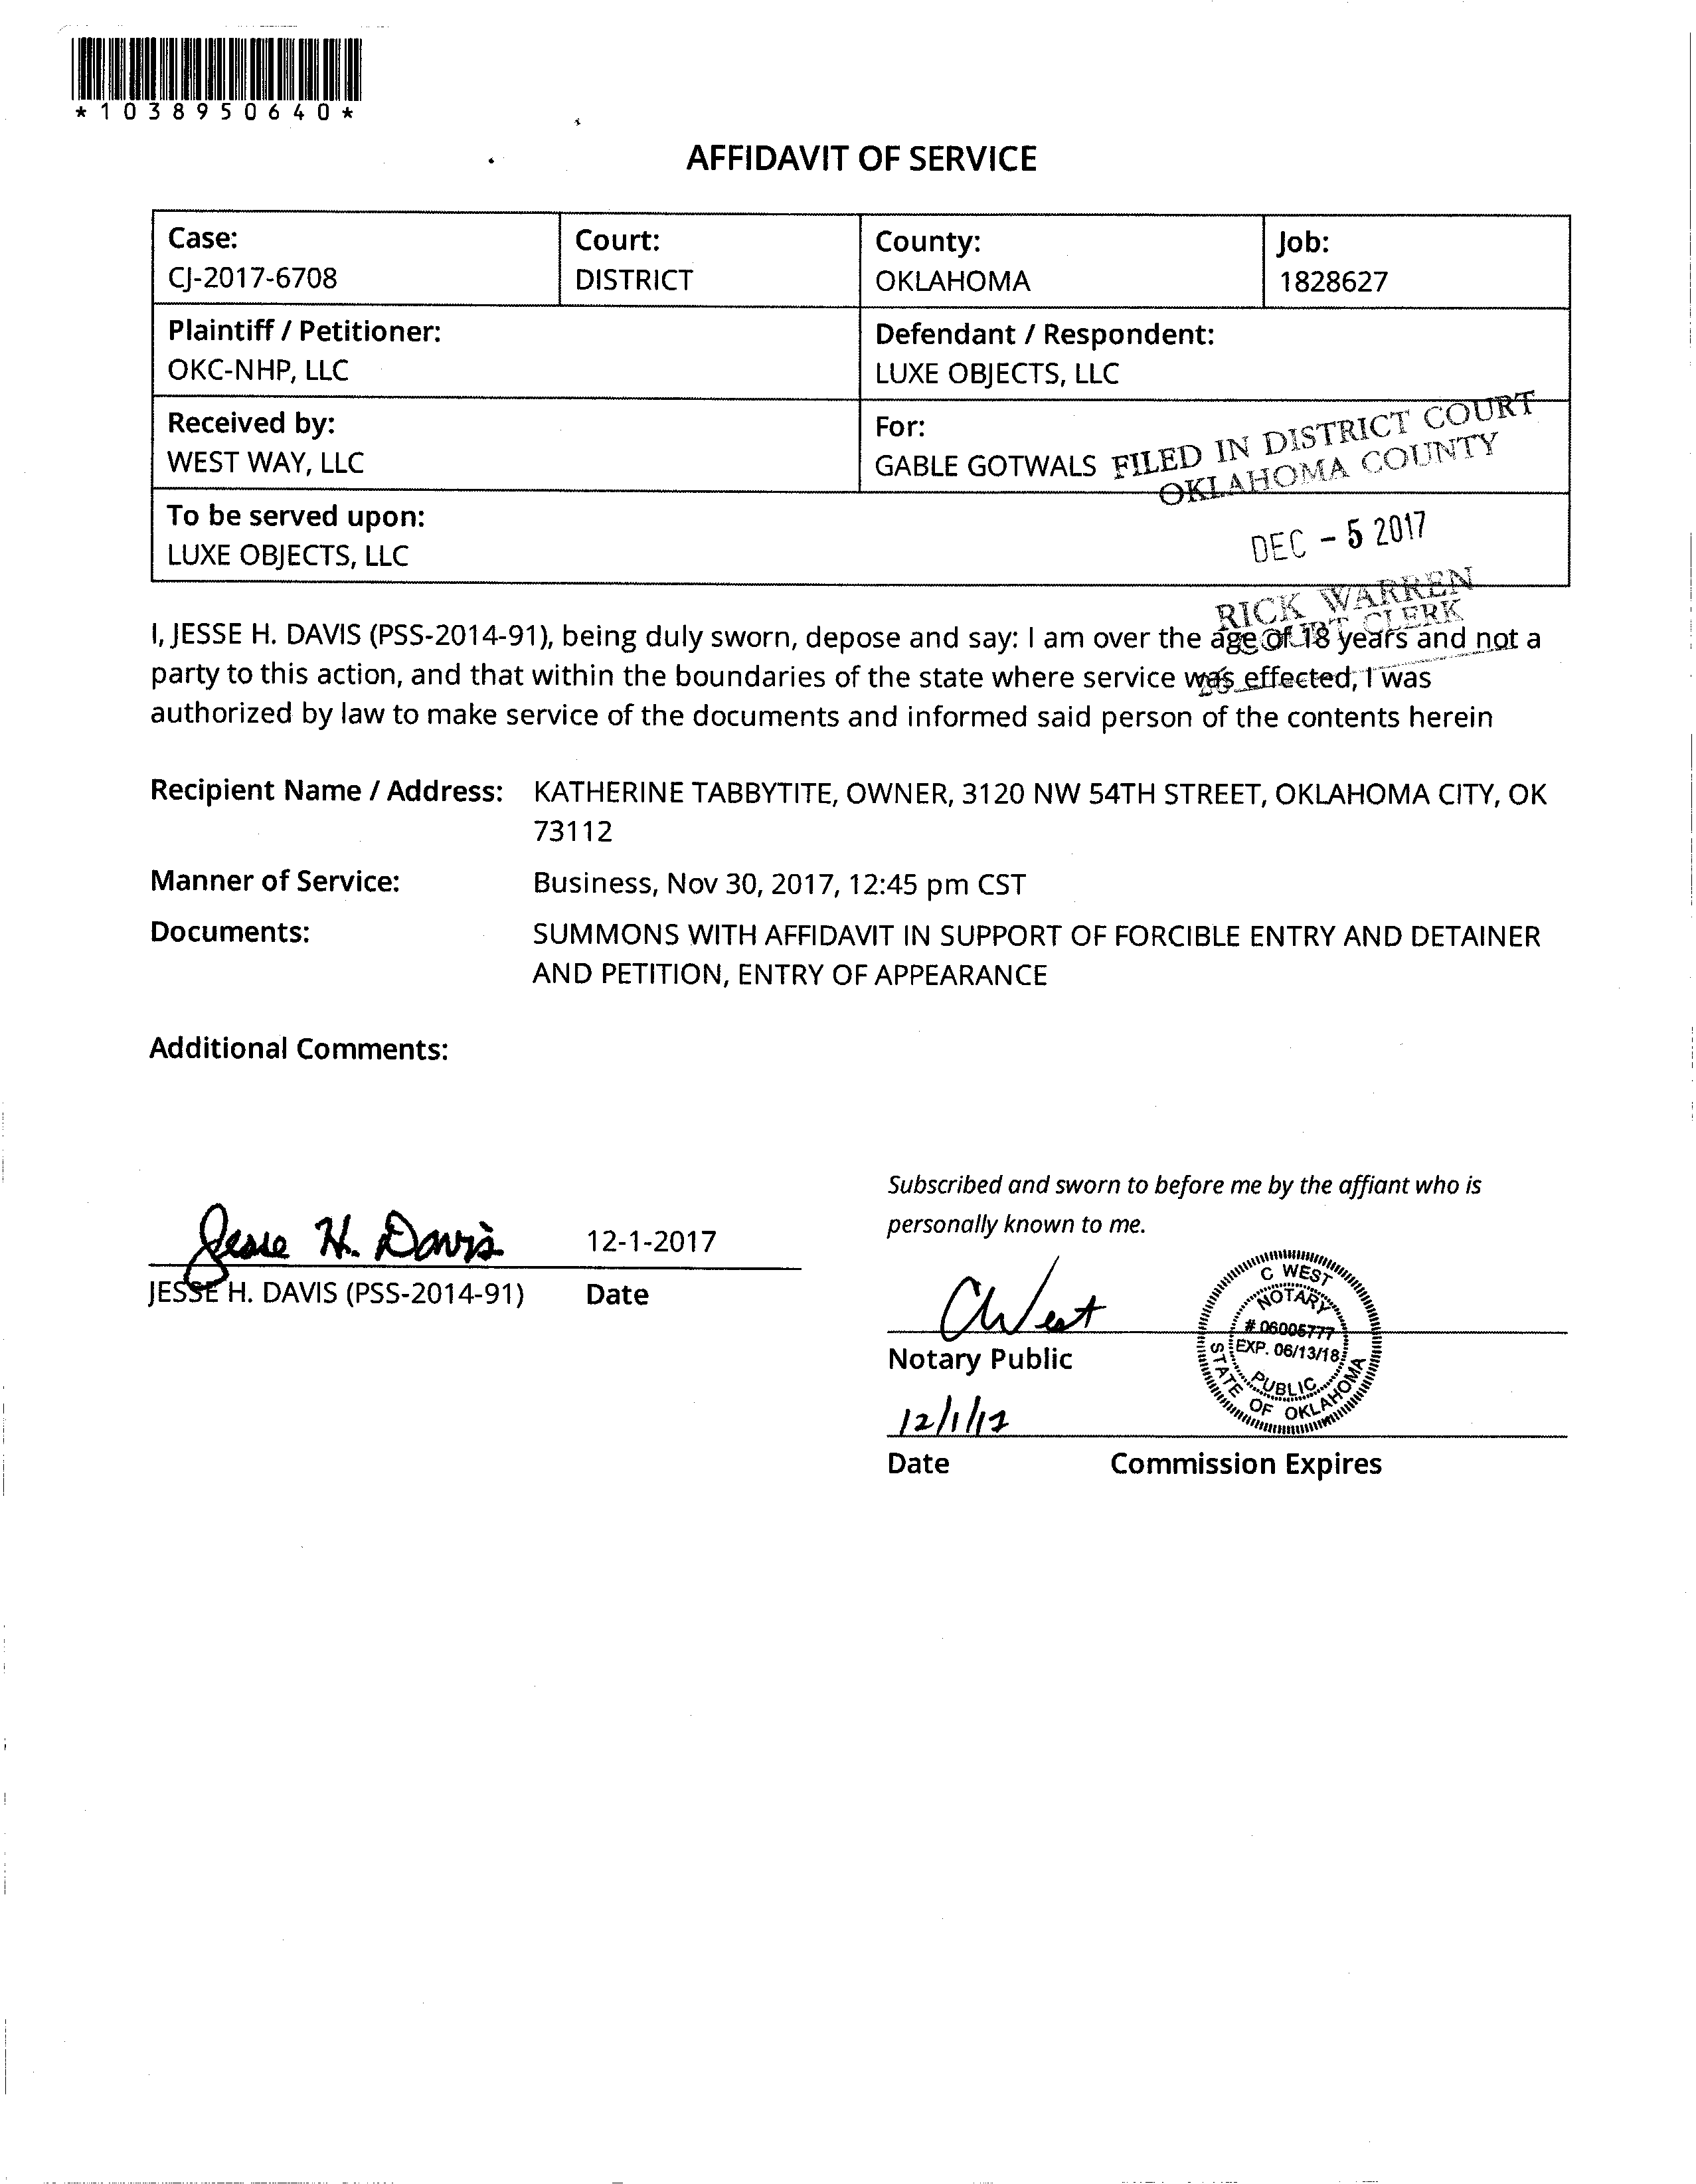 *1038950640*
AFFIDAVIT OF SERVICE
Case:
CJ-2017-6708
Court:
DISTRICT
County:
OKLAHOMA
Job:
1828627
Plaintiff / Petitioner:
OKC-NHP, LLC
Defendant / Respondent:
LUXE OBJECTS, LLC
Received by:
WEST WAY, LLC
For:
GABLE GOTWALS
FILED IN DISTRICT COURT
OKLAHOMA COUNTY
To be served upon:
LUXE OBJECTS, LLC
DEC - 5 2017
RICK WARREN
CLERK
I, JESSE H. DAVIS (PSS-2014-91), being duly sworn, depose and say: I am over the age of 18 years and not a
party to this action, and that within the boundaries of the state where service was effected, I was
authorized by law to make service of the documents and informed said person of the contents herein
Recipient Name / Address: KATHERINE TABBYTITE, OWNER, 3120 NW 54TH STREET, OKLAHOMA CITY, OK
73112
Manner of Service: Business, Nov 30, 2017, 12:45 pm CST
Documents: SUMMONS WITH AFFIDAVIT IN SUPPORT OF FORCIBLE ENTRY AND DETAINER
AND PETITION, ENTRY OF APPEARANCE
Additional Comments:
Jesse H. Davis 12-1-2017
JESSE H. DAVIS (PSS-2014-91) Date
Subscribed and sworn to before me by the affiant who is
personally known to me.
CWest
Notary Public
C WEST
NOTARY
# 06005777
EXP. 06/13/18
PUBLIC
STATE OF OKLAHOMA
12/1/17
Date Commission Expires